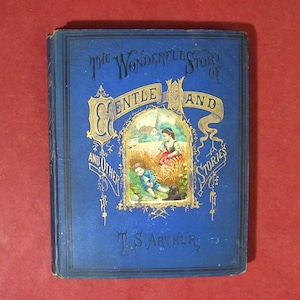 THE WONDERFUL STORY
OF
GENTLE HAND
AND OTHER
STORIES
T. S. ARTHUR